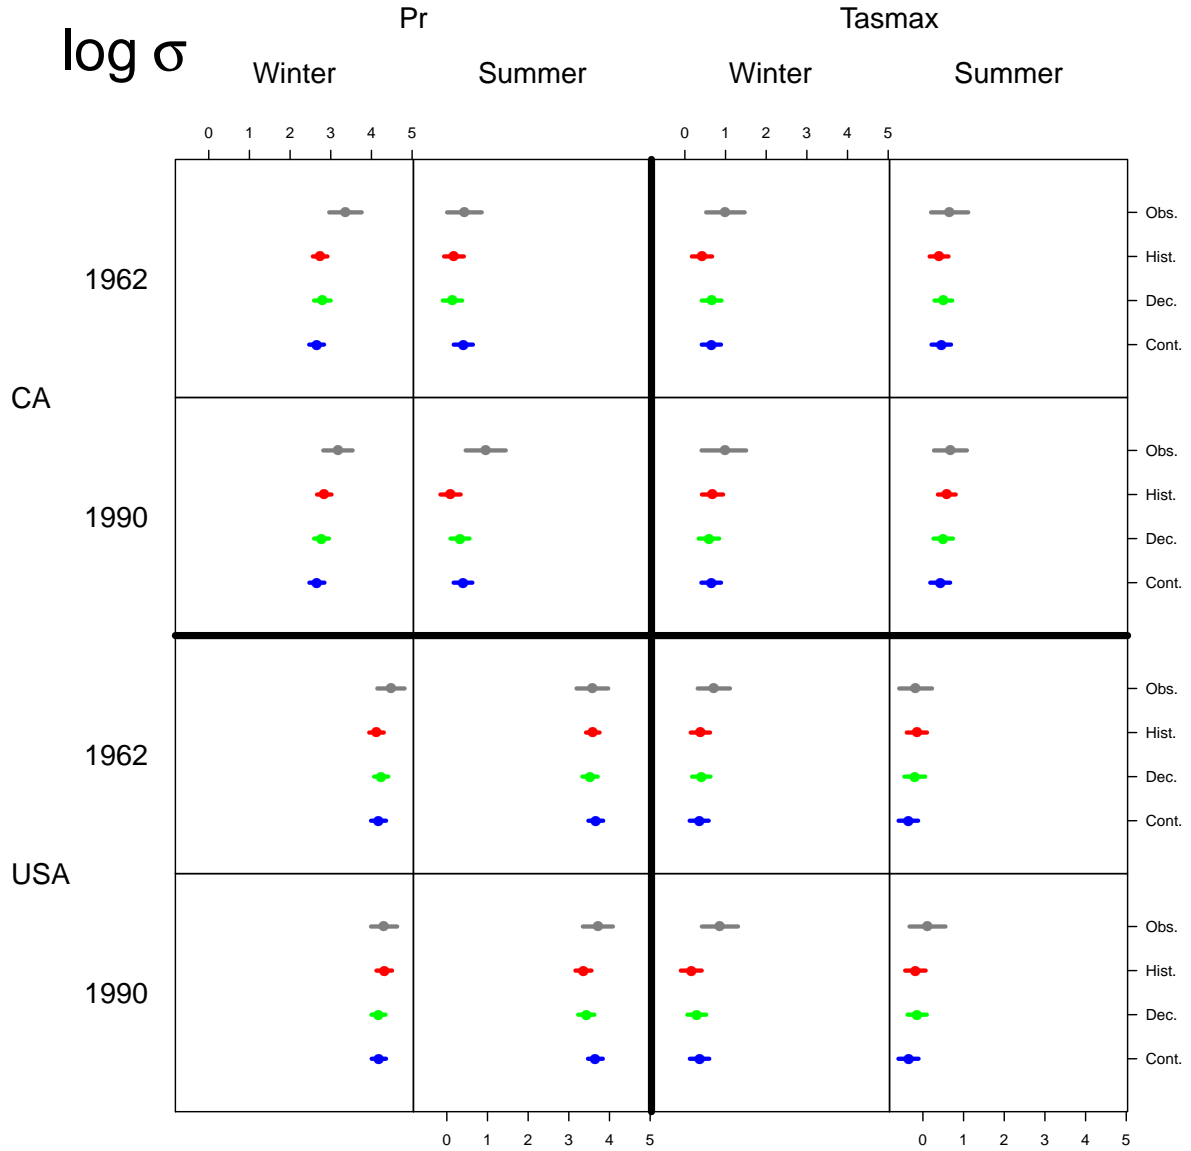 Pr Tasmax
log σ
Winter Summer Winter Summer
0 1 2 3 4 5 0 1 2 3 4 5
Obs.
Hist.
1962
Dec.
Cont.
CA
Obs.
Hist.
1990
Dec.
Cont.
Obs.
Hist.
1962
Dec.
Cont.
USA
Obs.
Hist.
1990
Dec.
Cont.
0 1 2 3 4 5 0 1 2 3 4 5